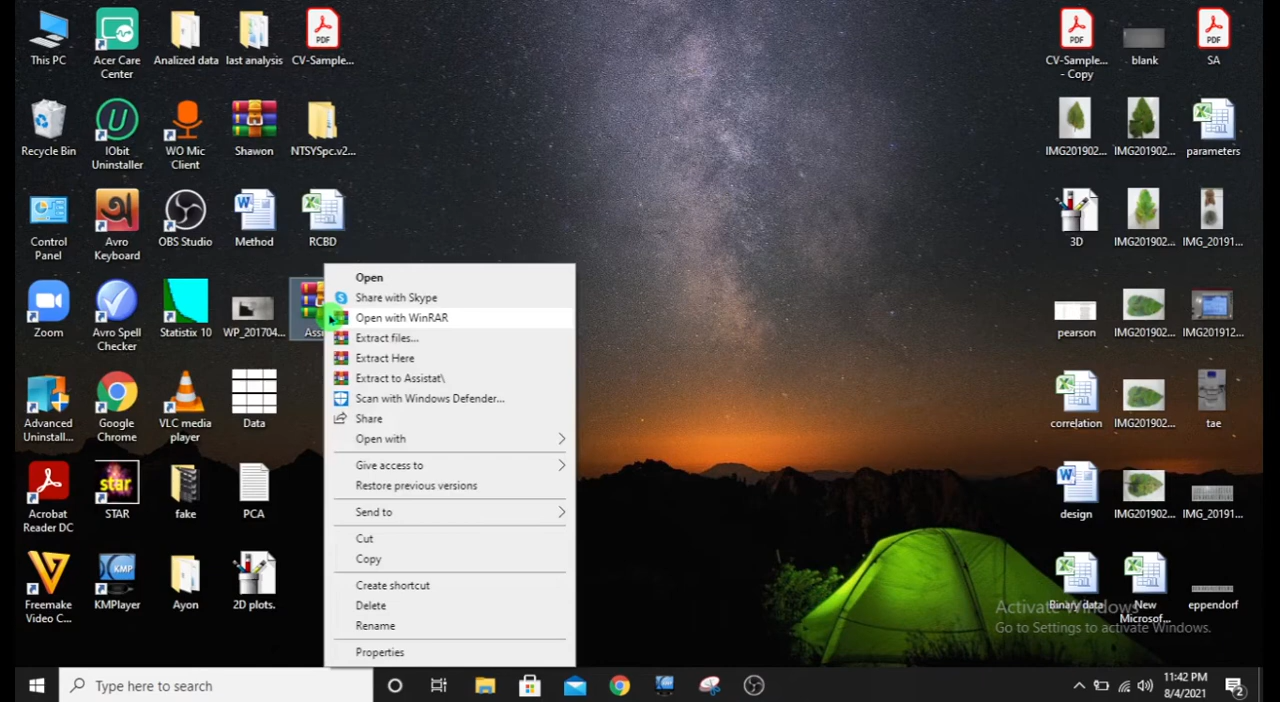 This PC
Acer Care
Center
Analized data
last analysis
CV-Sample...
CV-Sample...
- Copy
blank
SA
Recycle Bin
IObit
Uninstaller
WO Mic
Client
Shawon
NTSYSpc.v2...
IMG201902...
IMG201902...
parameters
Control
Panel
Avro
Keyboard
OBS Studio
Method
RCBD
3D
IMG201902...
IMG_20191...
Zoom
Avro Spell
Checker
Statistix 10
WP_201704...
pearson
IMG201902...
IMG201912...
Open
Share with Skype
Open with WinRAR
Extract files...
Extract Here
Extract to Assistat\
Scan with Windows Defender...
Share
Open with
Give access to
Restore previous versions
Send to
Cut
Copy
Create shortcut
Delete
Rename
Properties
Advanced
Uninstall...
Google
Chrome
VLC media
player
Data
correlation
IMG201902...
tae
Acrobat
Reader DC
STAR
fake
PCA
design
IMG201902...
IMG_20191...
Freemake
Video C...
KMPlayer
Ayon
2D plots.
Binary data
New
Microsof...
eppendorf
Activate Windows
Go to Settings to activate Windows.
Type here to search
11:42 PM
8/4/2021
2